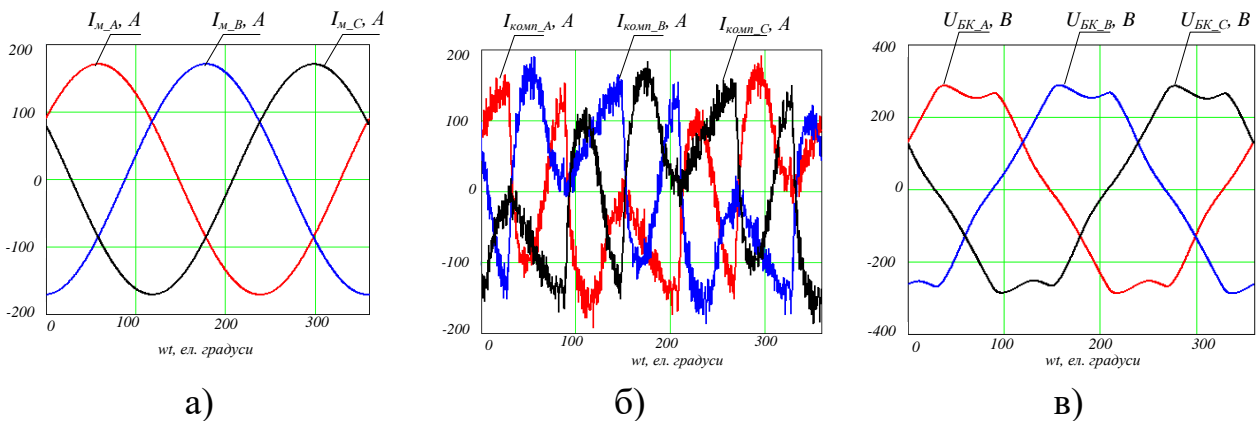 I_м_A, A I_м_B, A I_м_C, A
200
100
0
-100
-200
0 100 200 300
wt, ел. градуси
а)
I_комп_A, A I_комп_B, A I_комп_C, A
200
100
0
-100
-200
0 100 200 300
wt, ел. градуси
б)
U_БК_A, B U_БК_B, B U_БК_C, B
400
200
0
-200
-400
0 100 200 300
wt, ел. градуси
в)